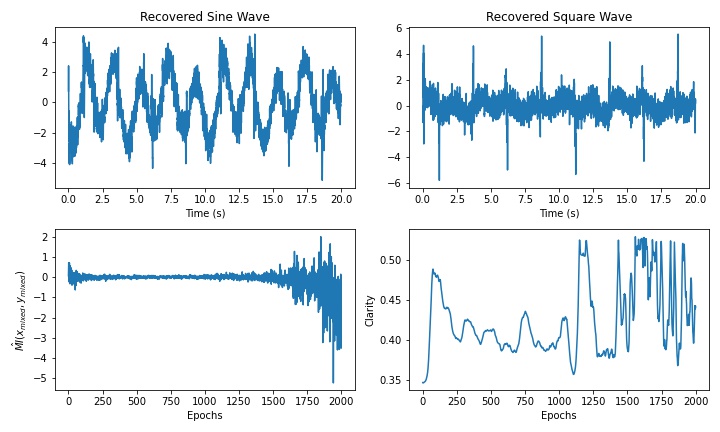 Recovered Sine Wave
4
2
0
−2
−4
0.0 2.5 5.0 7.5 10.0 12.5 15.0 17.5 20.0
Time (s)
Recovered Square Wave
6
4
2
0
−2
−4
−6
0.0 2.5 5.0 7.5 10.0 12.5 15.0 17.5 20.0
Time (s)
2
1
0
−1
−2
−3
−4
−5
M̂I(x_mixed, y_mixed)
0 250 500 750 1000 1250 1500 1750 2000
Epochs
0.50
0.45
0.40
0.35
Clarity
0 250 500 750 1000 1250 1500 1750 2000
Epochs